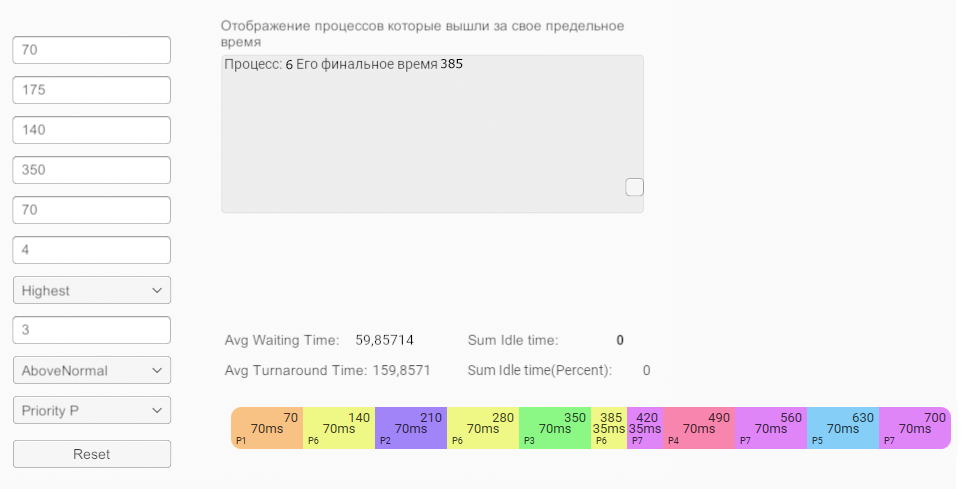 70
175
140
350
70
4
Highest
3
AboveNormal
Priority P
Reset
Отображение процессов которые вышли за свое предельное
время
Процесс: 6 Его финальное время 385
Avg Waiting Time: 59,85714 Sum Idle time: 0
Avg Turnaround Time: 159,8571 Sum Idle time(Percent): 0
70 140 210 280 350 385 420 490 560 630 700
70ms 70ms 70ms 70ms 70ms 35ms 35ms 70ms 70ms 70ms 70ms
P1 P6 P2 P6 P3 P6 P7 P4 P7 P5 P7